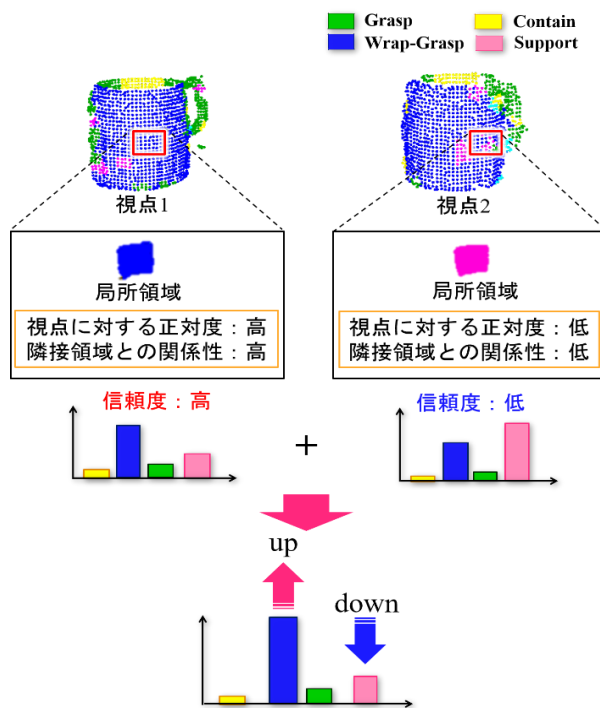 Grasp
Contain
Wrap-Grasp
Support
視点1
視点2
局所領域
視点に対する正対度：高
隣接領域との関係性：高
局所領域
視点に対する正対度：低
隣接領域との関係性：低
信頼度：高
信頼度：低
+
up
down